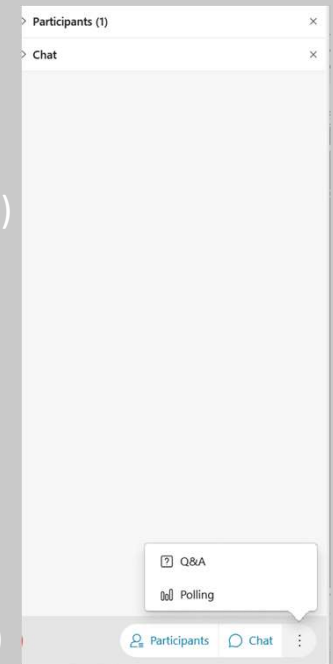 Participants (1)
Chat
)
Q&A
Polling
)
Participants Chat